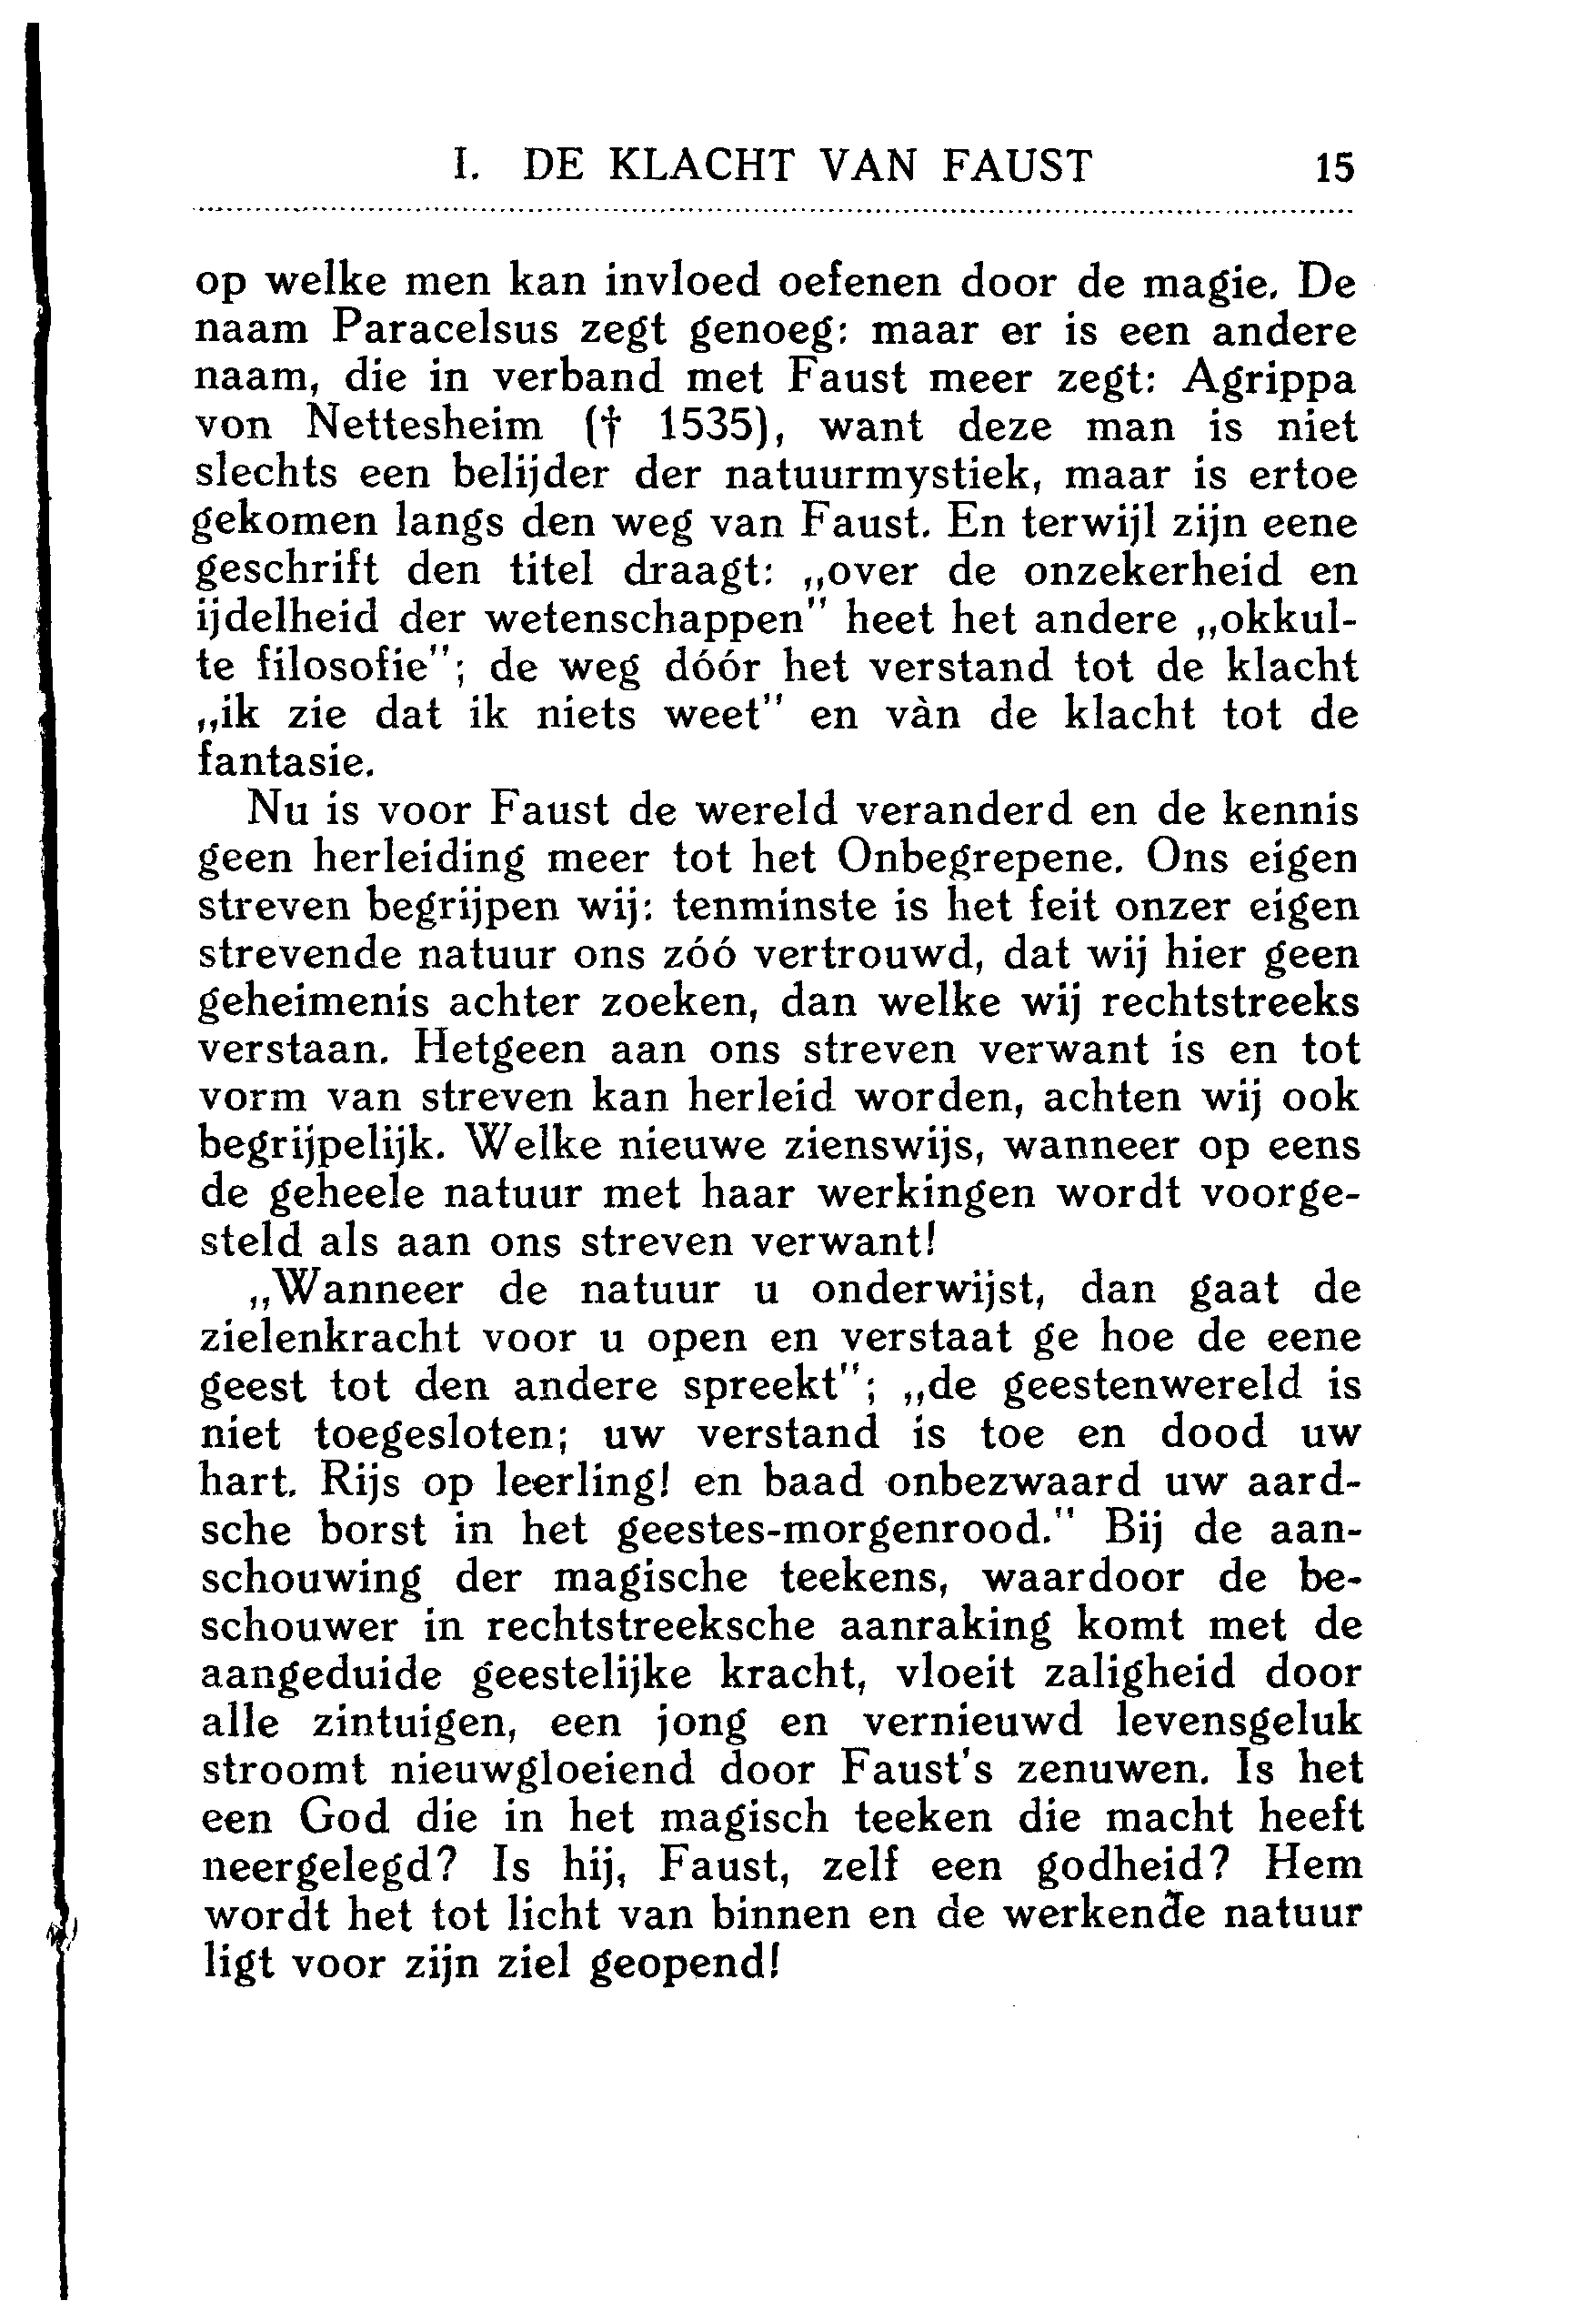 I. DE KLACHT VAN FAUST 15
op welke men kan invloed oefenen door de magie. De
naam Paracelsus zegt genoeg: maar er is een andere
naam, die in verband met Faust meer zegt: Agrippa
von Nettesheim († 1535), want deze man is niet
slechts een belijder der natuurmystiek, maar is ertoe
gekomen langs den weg van Faust. En terwijl zijn eene
geschrift den titel draagt: „over de onzekerheid en
ijdelheid der wetenschappen" heet het andere „okkul-
te filosofie"; de weg dóór het verstand tot de klacht
„ik zie dat ik niets weet" en vàn de klacht tot de
fantasie.
Nu is voor Faust de wereld veranderd en de kennis
geen herleiding meer tot het Onbegrepene. Ons eigen
streven begrijpen wij: tenminste is het feit onzer eigen
strevende natuur ons zóó vertrouwd, dat wij hier geen
geheimenis achter zoeken, dan welke wij rechtstreeks
verstaan. Hetgeen aan ons streven verwant is en tot
vorm van streven kan herleid worden, achten wij ook
begrijpelijk. Welke nieuwe zienswijs, wanneer op eens
de geheele natuur met haar werkingen wordt voorge-
steld als aan ons streven verwant!
„Wanneer de natuur u onderwijst, dan gaat de
zielenkracht voor u open en verstaat ge hoe de eene
geest tot den andere spreekt"; „de geestenwereld is
niet toegesloten; uw verstand is toe en dood uw
hart. Rijs op leerling! en baad onbezwaard uw aard-
sche borst in het geestes-morgenrood." Bij de aan-
schouwing der magische teekens, waardoor de be-
schouwer in rechtstreeksche aanraking komt met de
aangeduide geestelijke kracht, vloeit zaligheid door
alle zintuigen, een jong en vernieuwd levensgeluk
stroomt nieuwgloeiend door Faust's zenuwen. Is het
een God die in het magisch teeken die macht heeft
neergelegd? Is hij, Faust, zelf een godheid? Hem
wordt het tot licht van binnen en de werkende natuur
ligt voor zijn ziel geopend!